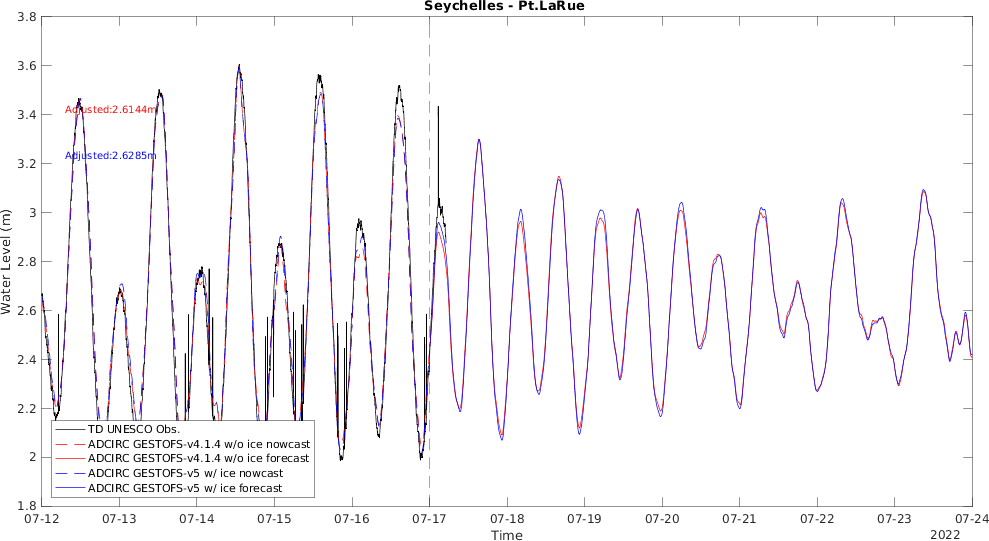 Seychelles - Pt.LaRue
3.8
3.6
3.4
3.2
3
2.8
2.6
2.4
2.2
2
1.8
Water Level (m)
Adjusted:2.6144m
Adjusted:2.6285m
TD UNESCO Obs.
ADCIRC GESTOFS-v4.1.4 w/o ice nowcast
ADCIRC GESTOFS-v4.1.4 w/o ice forecast
ADCIRC GESTOFS-v5 w/ ice nowcast
ADCIRC GESTOFS-v5 w/ ice forecast
07-12 07-13 07-14 07-15 07-16 07-17 07-18 07-19 07-20 07-21 07-22 07-23 07-24
Time
2022